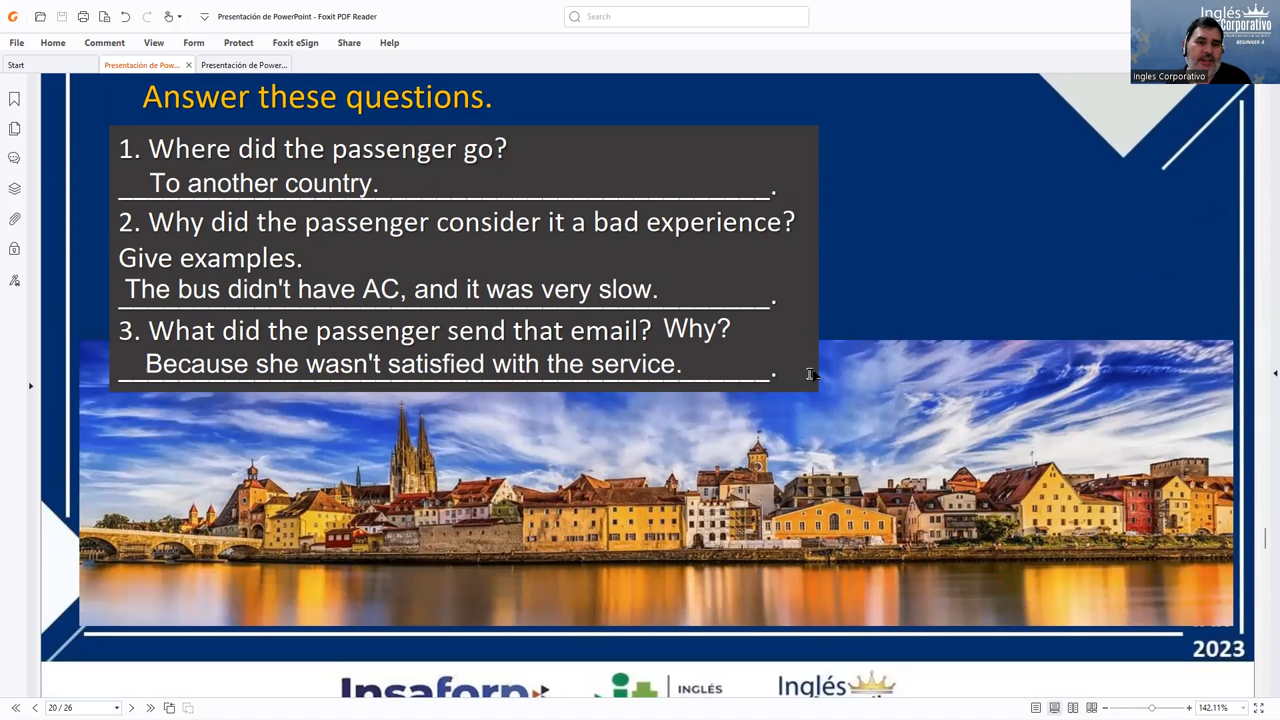 Presentación de PowerPoint - Foxit PDF Reader
Search
File Home Comment View Form Protect Foxit eSign Share Help
Start
Presentación de Pow...
Presentación de Power...
Inglés
Corporativo
BEGINNER 4
Ingles Corporativo
Answer these questions.
1. Where did the passenger go?
To another country.
2. Why did the passenger consider it a bad experience?
Give examples.
The bus didn't have AC, and it was very slow.
3. What did the passenger send that email? Why?
Because she wasn't satisfied with the service.
2023
Insaforp
INGLÉS
Inglés
20 / 26
142.11%